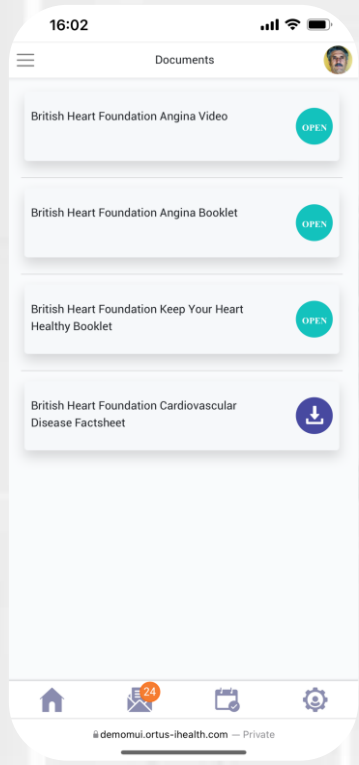 16:02
Documents
British Heart Foundation Angina Video
OPEN
British Heart Foundation Angina Booklet
OPEN
British Heart Foundation Keep Your Heart
Healthy Booklet
OPEN
British Heart Foundation Cardiovascular
Disease Factsheet
24
demomui.ortus-ihealth.com — Private